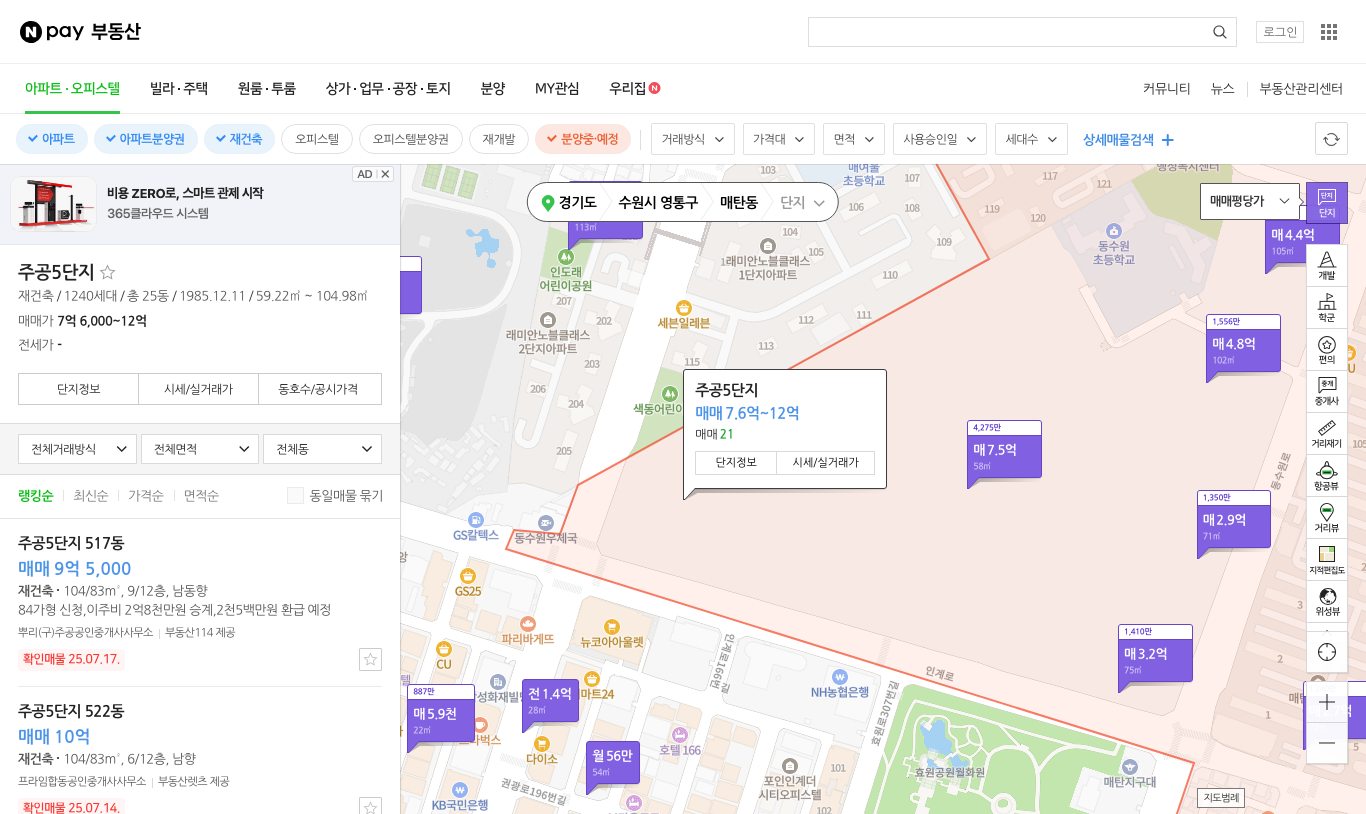 N pay 부동산
로그인
아파트·오피스텔
빌라·주택
원룸·투룸
상가·업무·공장·토지
분양
MY관심
우리집 N
커뮤니티
뉴스
부동산관리센터
아파트
아파트분양권
재건축
오피스텔
오피스텔분양권
재개발
분양중·예정
거래방식
가격대
면적
사용승인일
세대수
상세매물검색
AD
비용 ZERO로, 스마트 관제 시작
365클라우드 시스템
주공5단지
재건축 / 1240세대 / 총 25동 / 1985.12.11 / 59.22㎡ ~ 104.98㎡
매매가 7억 6,000~12억
전세가 -
단지정보
시세/실거래가
동호수/공시가격
전체거래방식
전체면적
전체동
랭킹순
최신순
가격순
면적순
동일매물 묶기
주공5단지 517동
매매 9억 5,000
재건축 · 104/83m², 9/12층, 남동향
84가형 신청,이주비 2억8천만원 승계,2천5백만원 환급 예정
뿌리(구)주공공인중개사사무소 | 부동산114 제공
확인매물 25.07.17.
주공5단지 522동
매매 10억
재건축 · 104/83m², 6/12층, 남동향
프라임합동공인중개사사무소 | 부동산렛츠 제공
확인매물 25.07.14.
경기도
수원시 영통구
매탄동
단지
매여울
초등학교
행정복지센터
117
121
119
120
106
107
108
109
110
111
112
113
115
104
113㎡
인도래
어린이공원
207
202
203
204
205
206
래미안노블클래스
1단지아파트
래미안노블클래스
2단지아파트
세븐일레븐
색동어린이
동수원
초등학교
매매평당가
단지
단지
매 4.4억
105㎡
1,556만
매 4.8억
102㎡
4,275만
매 7.5억
58㎡
1,350만
매 2.9억
71㎡
1,410만
매 3.2억
75㎡
주공5단지
매매 7.6억~12억
매매 21
단지정보
시세/실거래가
개발
학군
편의
중개
중개사
거리재기
항공뷰
거리뷰
지적편집도
위성뷰
동수원로
GS칼텍스
동수원우체국
GS25
파리바게뜨
뉴코아아울렛
CU
887만
매 5.9천
22㎡
전 1.4억
28㎡
마트24
다이소
월 56만
54㎡
호텔 166
인계로166번길
인계로
NH농협은행
효원로307번길
효원공원월화원
매탄지구대
포인인계더
시티오피스텔
101
102
권광로196번길
KB국민은행
지도범례